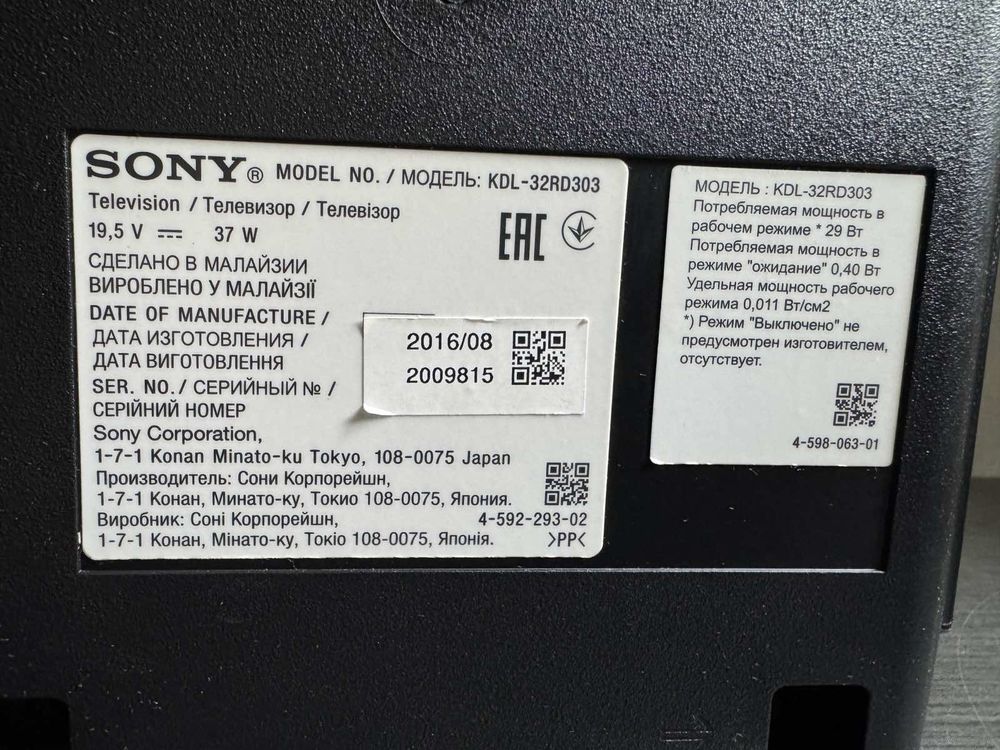 SONY® MODEL NO. / МОДЕЛЬ: KDL-32RD303
Television / Телевизор / Телевізор
19,5 V ⎓ 37 W
EAC
СДЕЛАНО В МАЛАЙЗИИ
ВИРОБЛЕНО У МАЛАЙЗІЇ
DATE OF MANUFACTURE /
ДАТА ИЗГОТОВЛЕНИЯ /
ДАТА ВИГОТОВЛЕННЯ
2016/08
SER. NO. / СЕРИЙНЫЙ № /
СЕРІЙНИЙ НОМЕР
2009815
Sony Corporation,
1-7-1 Konan Minato-ku Tokyo, 108-0075 Japan
Производитель: Сони Корпорейшн,
1-7-1 Конан, Минато-ку, Токио 108-0075, Япония.
Виробник: Соні Корпорейшн,
4-592-293-02
1-7-1 Конан, Мінато-ку, Токіо 108-0075, Японія.
>PP<
МОДЕЛЬ : KDL-32RD303
Потребляемая мощность в
рабочем режиме * 29 Вт
Потребляемая мощность в
режиме "ожидание" 0,40 Вт
Удельная мощность рабочего
режима 0,011 Вт/см2
*) Режим "Выключено" не
предусмотрен изготовителем,
отсутствует.
4-598-063-01